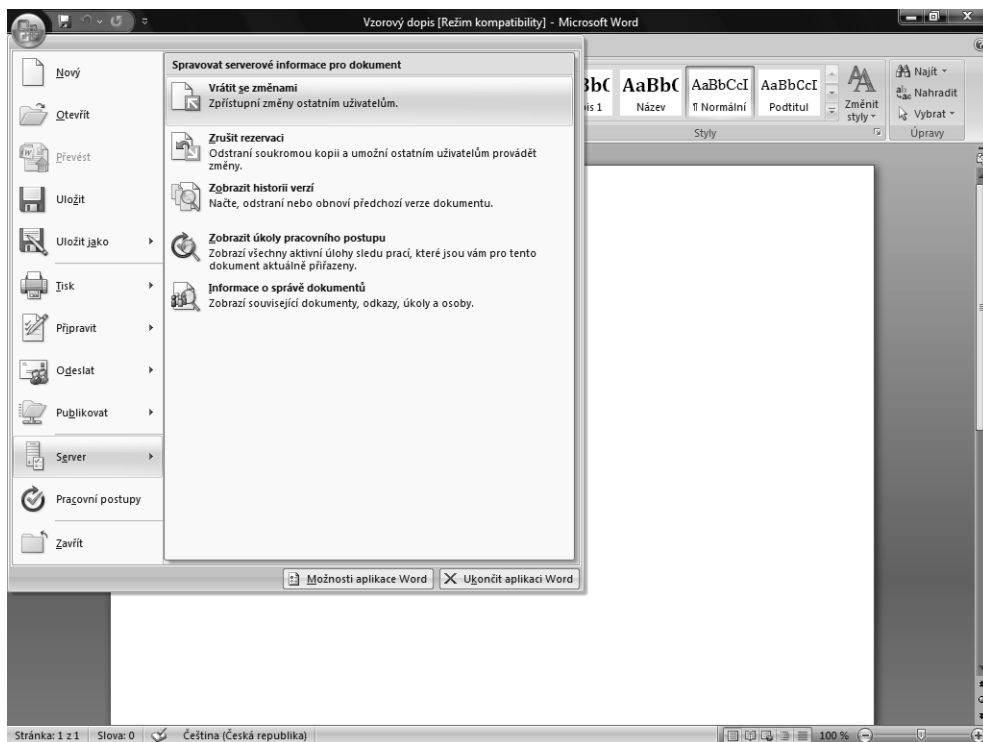 Vzorový dopis [Režim kompatibility] - Microsoft Word
Nový
Otevřít
Převést
Uložit
Uložit jako
Tisk
Připravit
Odeslat
Publikovat
Server
Pracovní postupy
Zavřít
Spravovat serverové informace pro dokument
Vrátit se změnami
Zpřístupní změny ostatním uživatelům.
Zrušit rezervaci
Odstraní soukromou kopii a umožní ostatním uživatelům provádět
změny.
Zobrazit historii verzí
Načte, odstraní nebo obnoví předchozí verze dokumentu.
Zobrazit úkoly pracovního postupu
Zobrazí všechny aktivní úlohy sledu prací, které jsou vám pro tento
dokument aktuálně přiřazeny.
Informace o správě dokumentů
Zobrazí související dokumenty, odkazy, úkoly a osoby.
Možnosti aplikace Word
Ukončit aplikaci Word
AaBbC AaBbCcI AaBbCcI
1 Název ¶ Normální Podtitul
Změnit
styly
Styly
Najít
Nahradit
Vybrat
Úpravy
Stránka: 1 z 1 Slova: 0 Čeština (Česká republika) 100 %